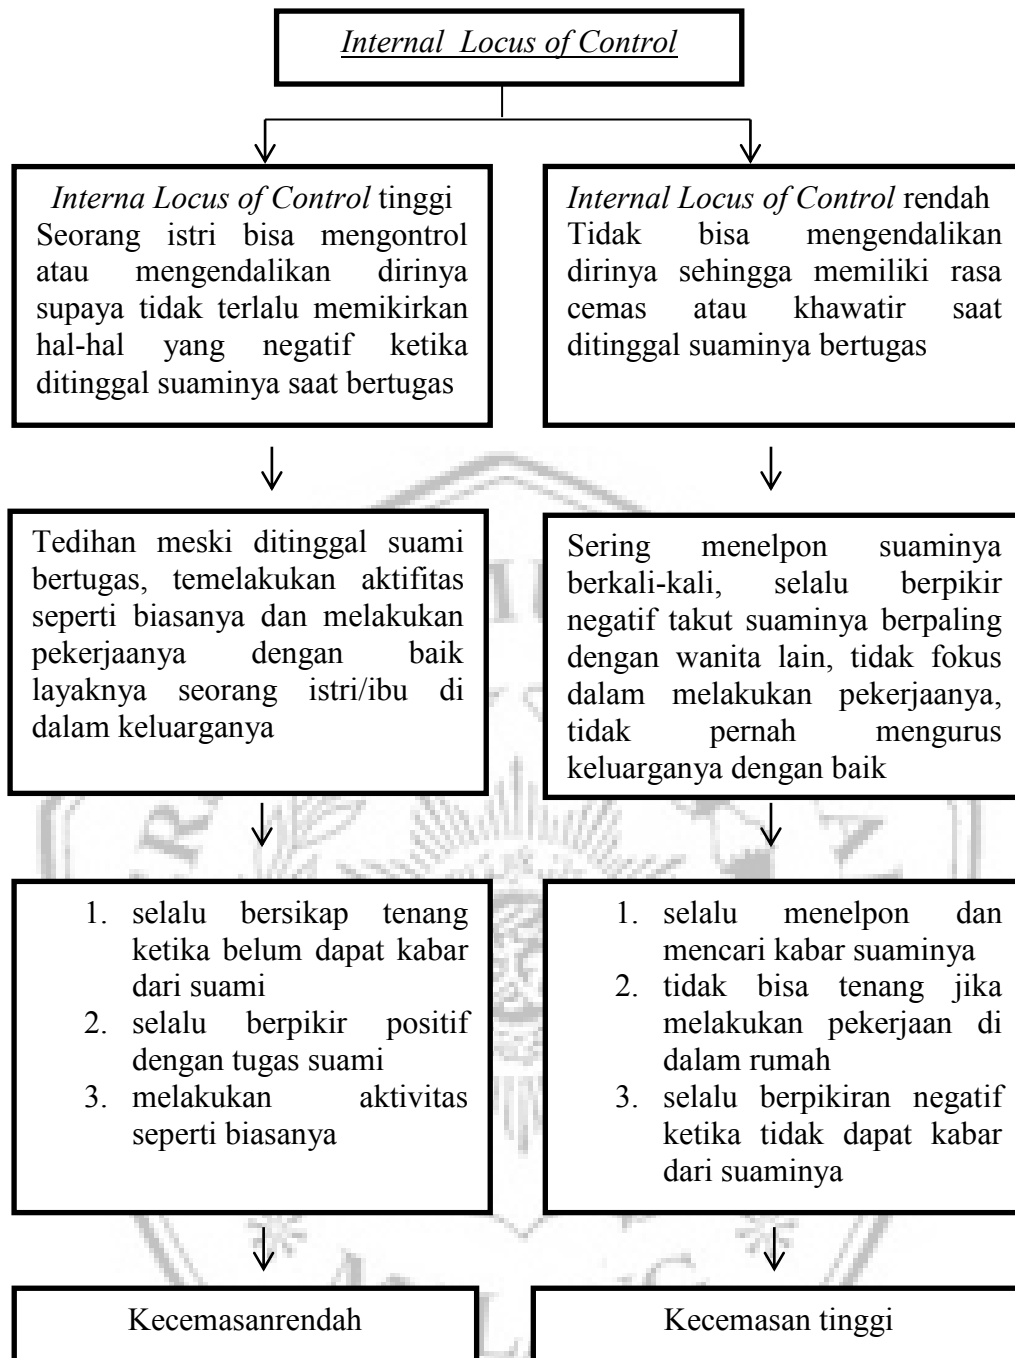 Internal Locus of Control
Interna Locus of Control tinggi
Seorang istri bisa mengontrol
atau mengendalikan dirinya
supaya tidak terlalu memikirkan
hal-hal yang negatif ketika
ditinggal suaminya saat bertugas
Internal Locus of Control rendah
Tidak bisa mengendalikan
dirinya sehingga memiliki rasa
cemas atau khawatir saat
ditinggal suaminya bertugas
Tedihan meski ditinggal suami
bertugas, temelakukan aktifitas
seperti biasanya dan melakukan
pekerjaanya dengan baik
layaknya seorang istri/ibu di
dalam keluarganya
Sering menelpon suaminya
berkali-kali, selalu berpikir
negatif takut suaminya berpaling
dengan wanita lain, tidak fokus
dalam melakukan pekerjaanya,
tidak pernah mengurus
keluarganya dengan baik
1. selalu bersikap tenang
ketika belum dapat kabar
dari suami
2. selalu berpikir positif
dengan tugas suami
3. melakukan aktivitas
seperti biasanya
1. selalu menelpon dan
mencari kabar suaminya
2. tidak bisa tenang jika
melakukan pekerjaan di
dalam rumah
3. selalu berpikiran negatif
ketika tidak dapat kabar
dari suaminya
Kecemasanrendah
Kecemasan tinggi